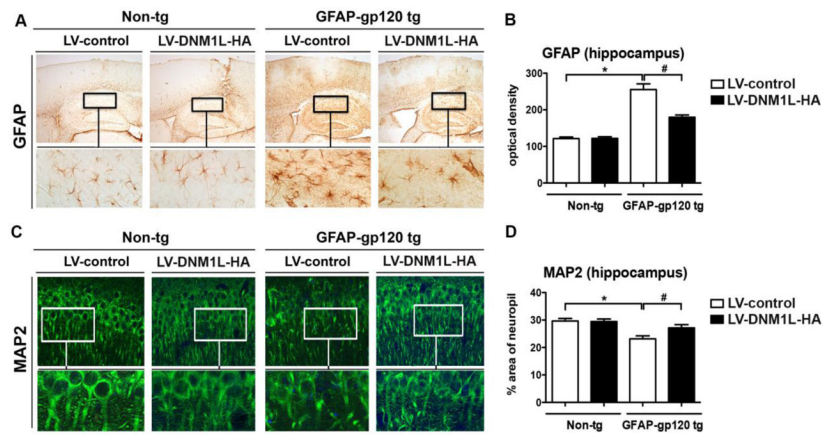 A
Non-tg
GFAP-gp120 tg
LV-control
LV-DNM1L-HA
LV-control
LV-DNM1L-HA
GFAP
B
GFAP (hippocampus)
optical density
300
200
100
0
*
#
LV-control
LV-DNM1L-HA
Non-tg
GFAP-gp120 tg
C
Non-tg
GFAP-gp120 tg
LV-control
LV-DNM1L-HA
LV-control
LV-DNM1L-HA
MAP2
D
MAP2 (hippocampus)
% area of neuropil
40
30
20
10
0
*
#
LV-control
LV-DNM1L-HA
Non-tg
GFAP-gp120 tg